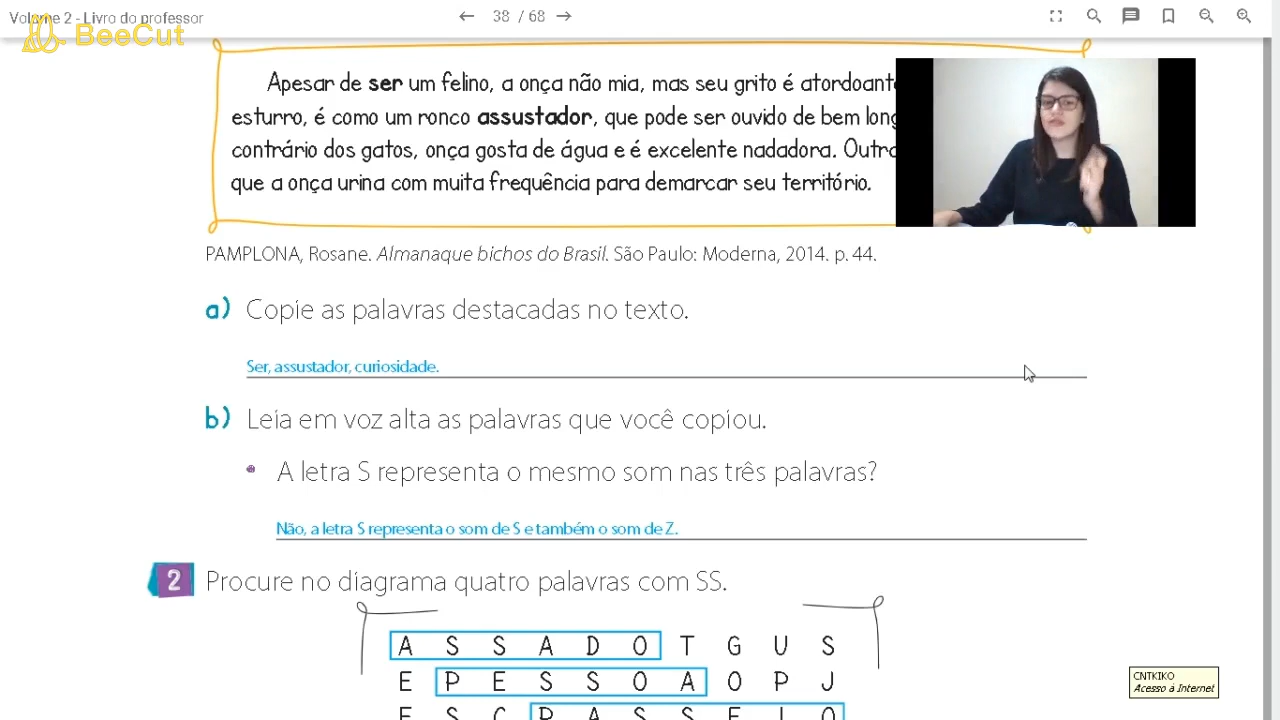 Volume 2 - Livro do professor
38 / 68
BeeCut
Apesar de ser um felino, a onça não mia, mas seu grito é
esturro, é como um ronco assustador, que pode ser ouvido de bem
contrário dos gatos, onça gosta de água e é excelente nadadora.
que a onça urina com muita frequência para demarcar seu território.
PAMPLONA, Rosane. Almanaque bichos do Brasil. São Paulo: Moderna, 2014. p. 44.
a) Copie as palavras destacadas no texto.
Ser, assustador, curiosidade.
b) Leia em voz alta as palavras que você copiou.
• A letra S representa o mesmo som nas três palavras?
Não, a letra S representa o som de S e também o som de Z.
2 Procure no diagrama quatro palavras com SS.
A S S A D O T G U S
E P E S S O A O P J
E S C P A S S E I O
CNTKIKO
Acesso à Internet